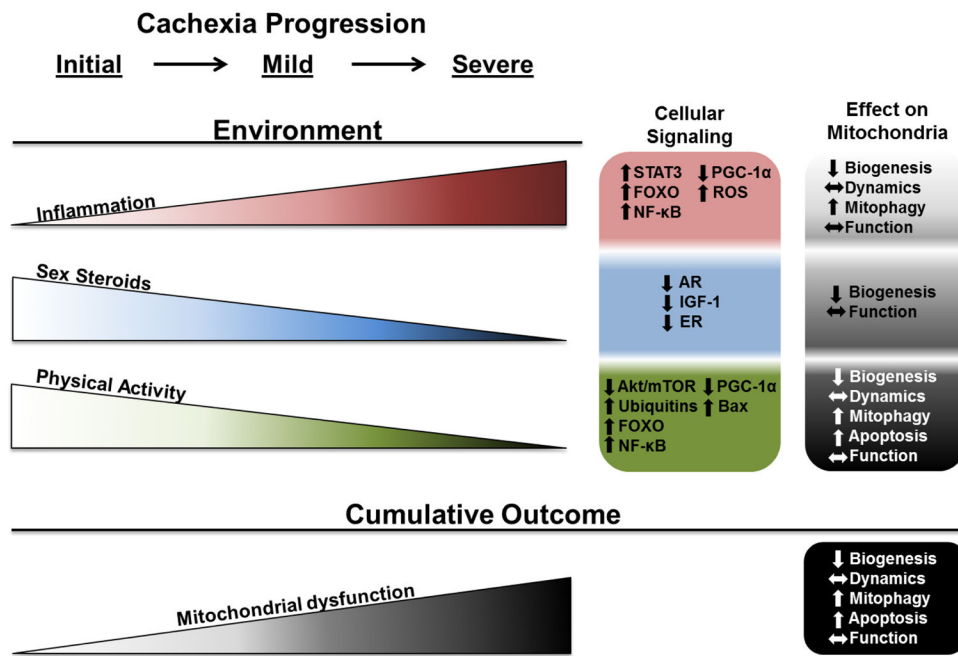 Cachexia Progression
Initial → Mild → Severe
Environment
Cellular
Signaling
Effect on
Mitochondria
Inflammation
↑STAT3 ↓PGC-1α
↑FOXO ↑ROS
↑NF-κB
↓Biogenesis
↔Dynamics
↑Mitophagy
↔Function
Sex Steroids
↓AR
↓IGF-1
↓ER
↓Biogenesis
↔Function
Physical Activity
↓Akt/mTOR ↓PGC-1α
↑Ubiquitins ↑Bax
↑FOXO
↑NF-κB
↓Biogenesis
↔Dynamics
↑Mitophagy
↑Apoptosis
↔Function
Cumulative Outcome
Mitochondrial dysfunction
↓Biogenesis
↔Dynamics
↑Mitophagy
↑Apoptosis
↔Function